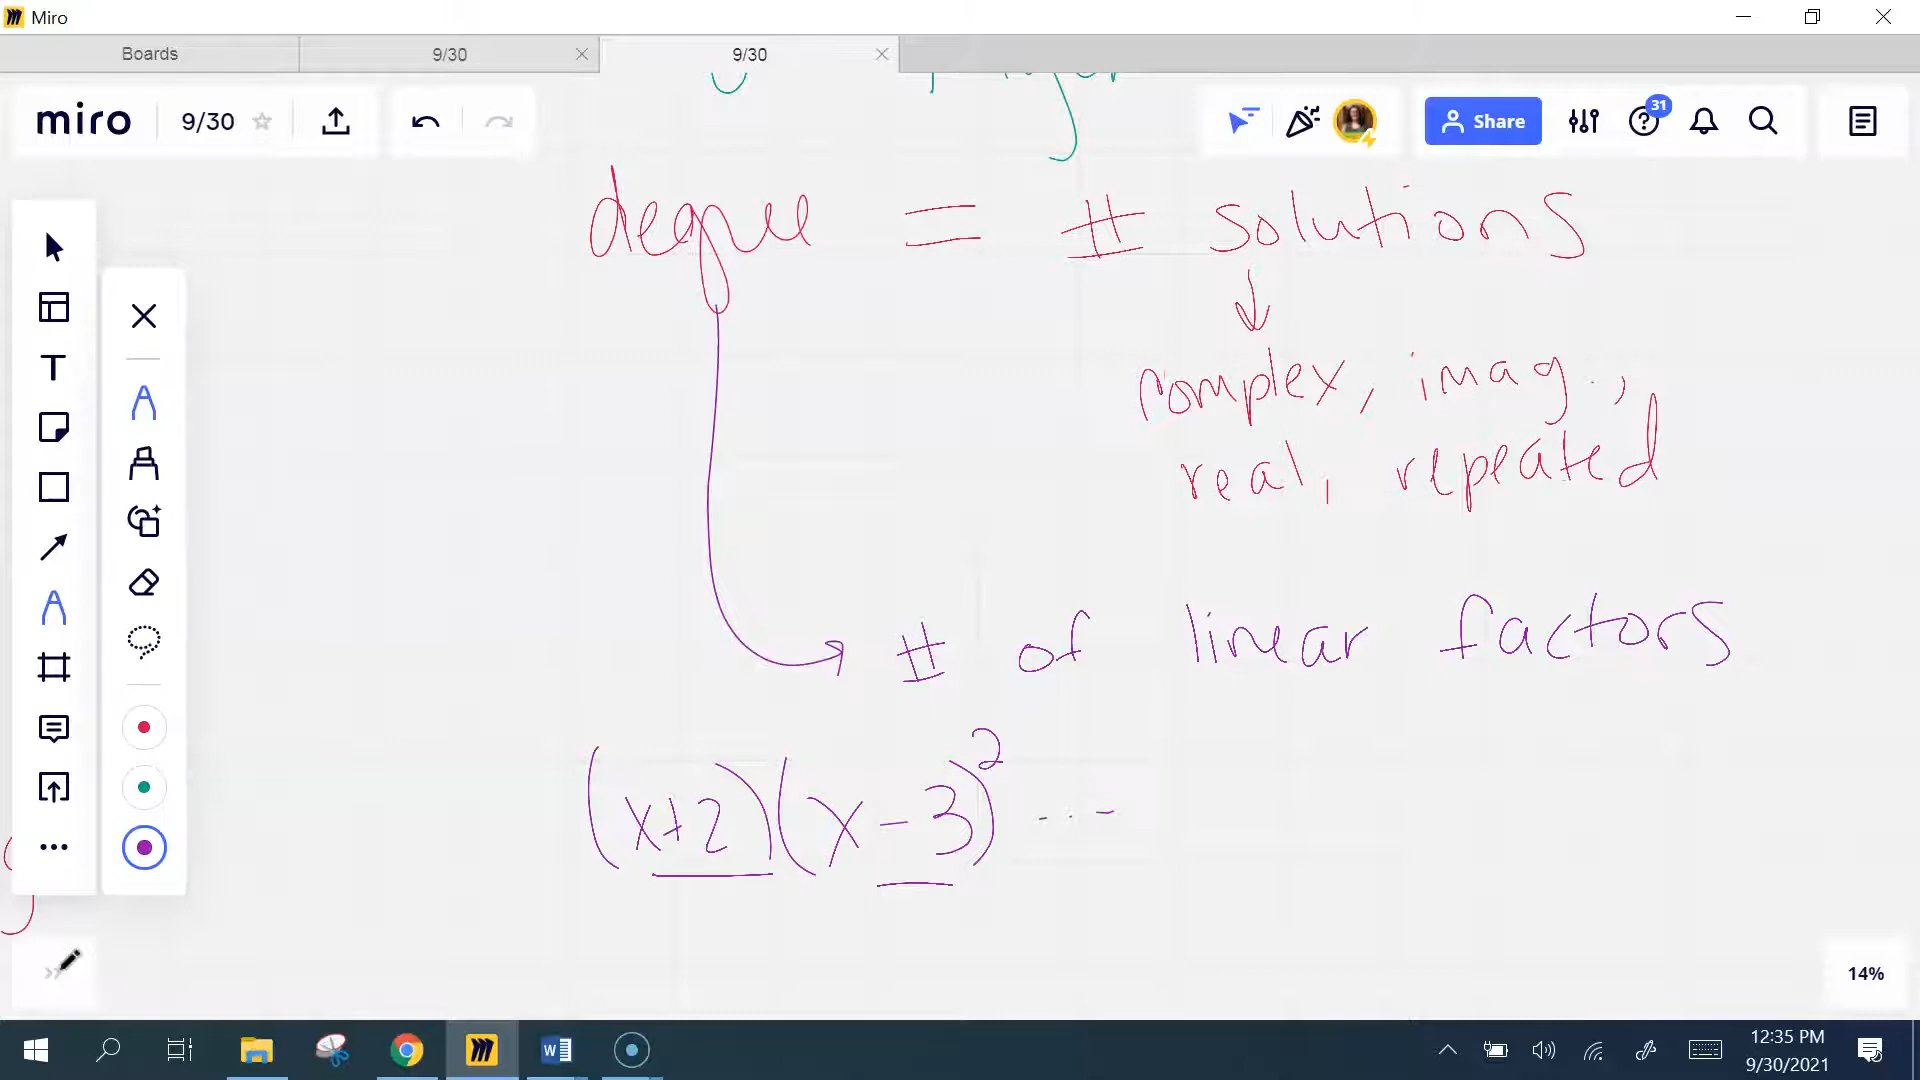 Miro
Boards 9/30 9/30
miro 9/30 Share 31
degree = # solutions
complex, imag.,
real, repeated
# of linear factors
(x+2)(x-3)² ...
14%
12:35 PM
9/30/2021